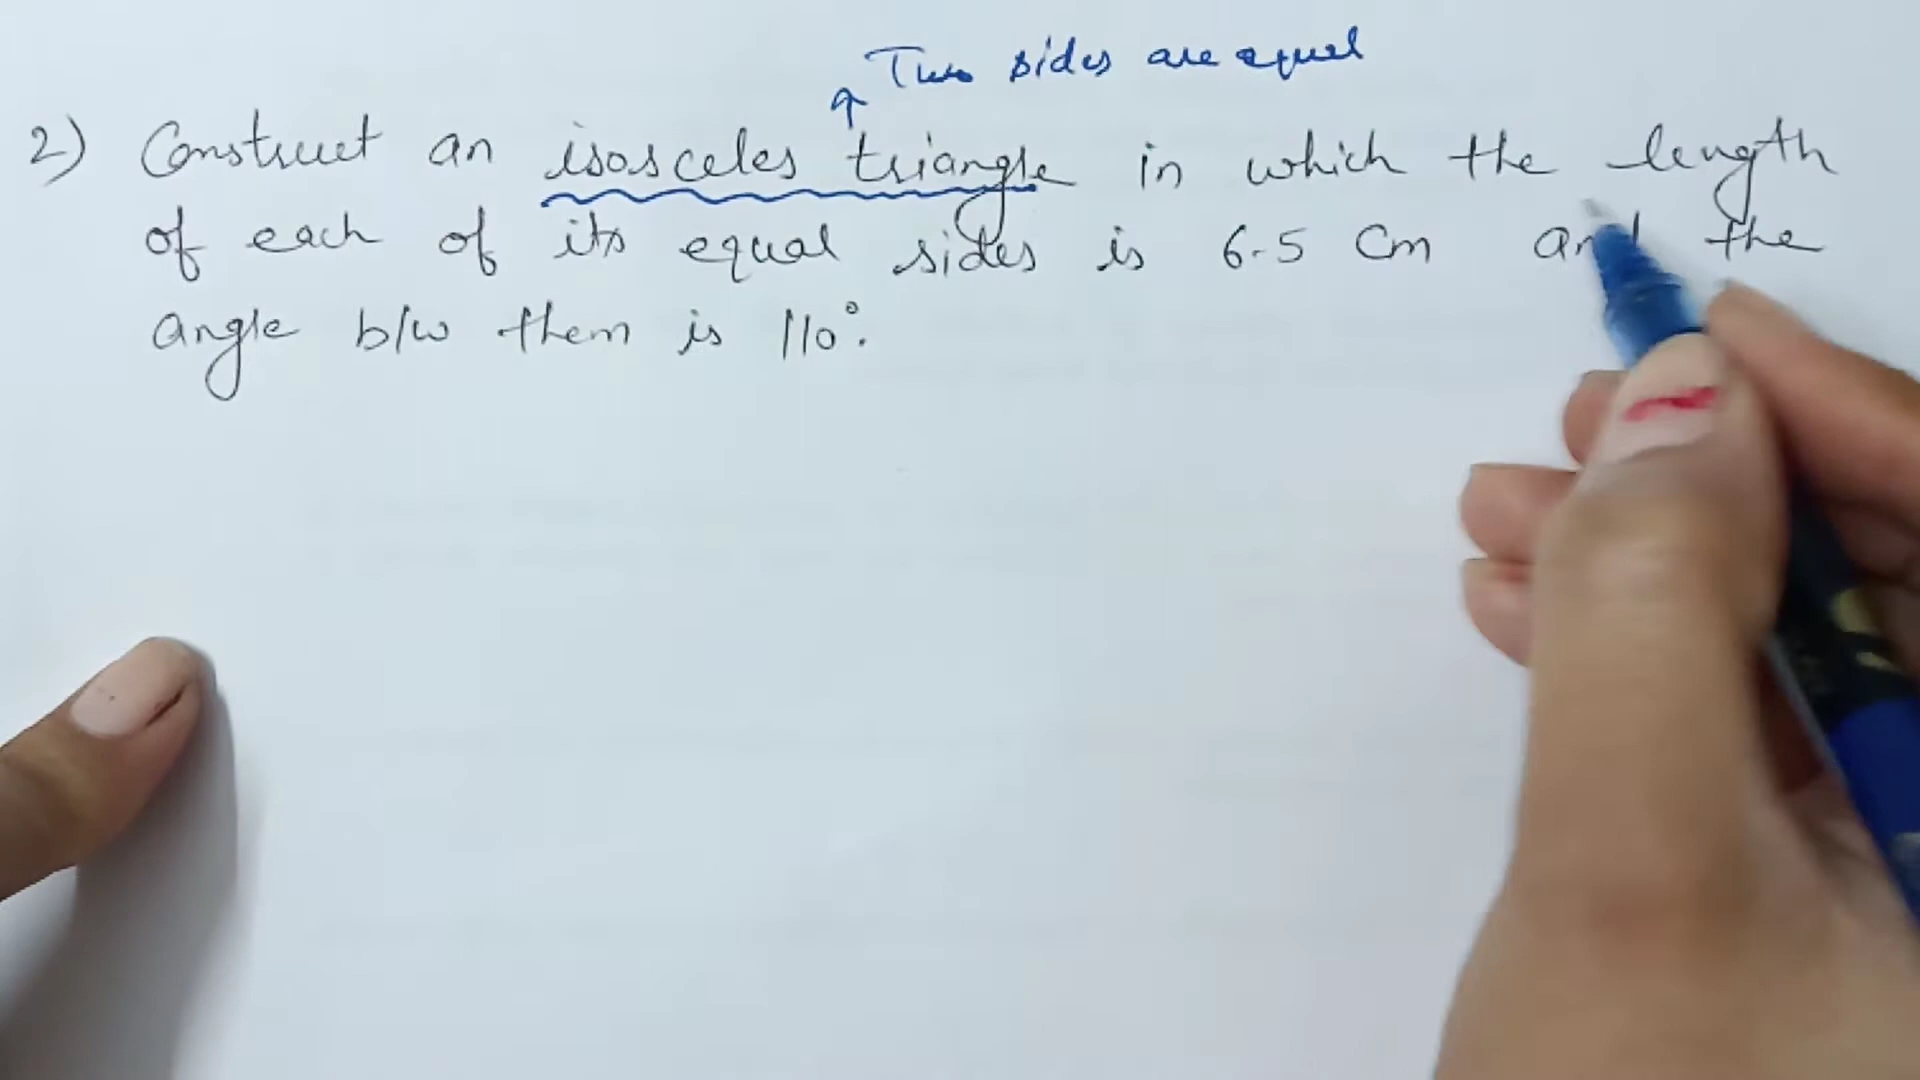 Two sides are equal
↑
2) Construct an isosceles triangle in which the length
of each of its equal sides is 6.5 cm and the
angle b/w them is 110°.